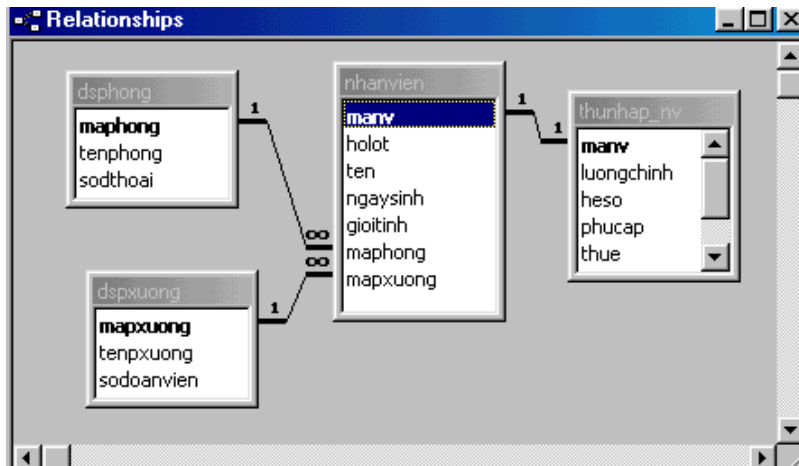 Relationships
dsphong
maphong
tenphong
sodthoai
1
∞
nhanvien
manv
holot
ten
ngaysinh
gioitinh
maphong
mapxuong
1
1
thunhap_nv
manv
luongchinh
heso
phucap
thue
dspxuong
mapxuong
tenpxuong
sodoanvien
1
∞